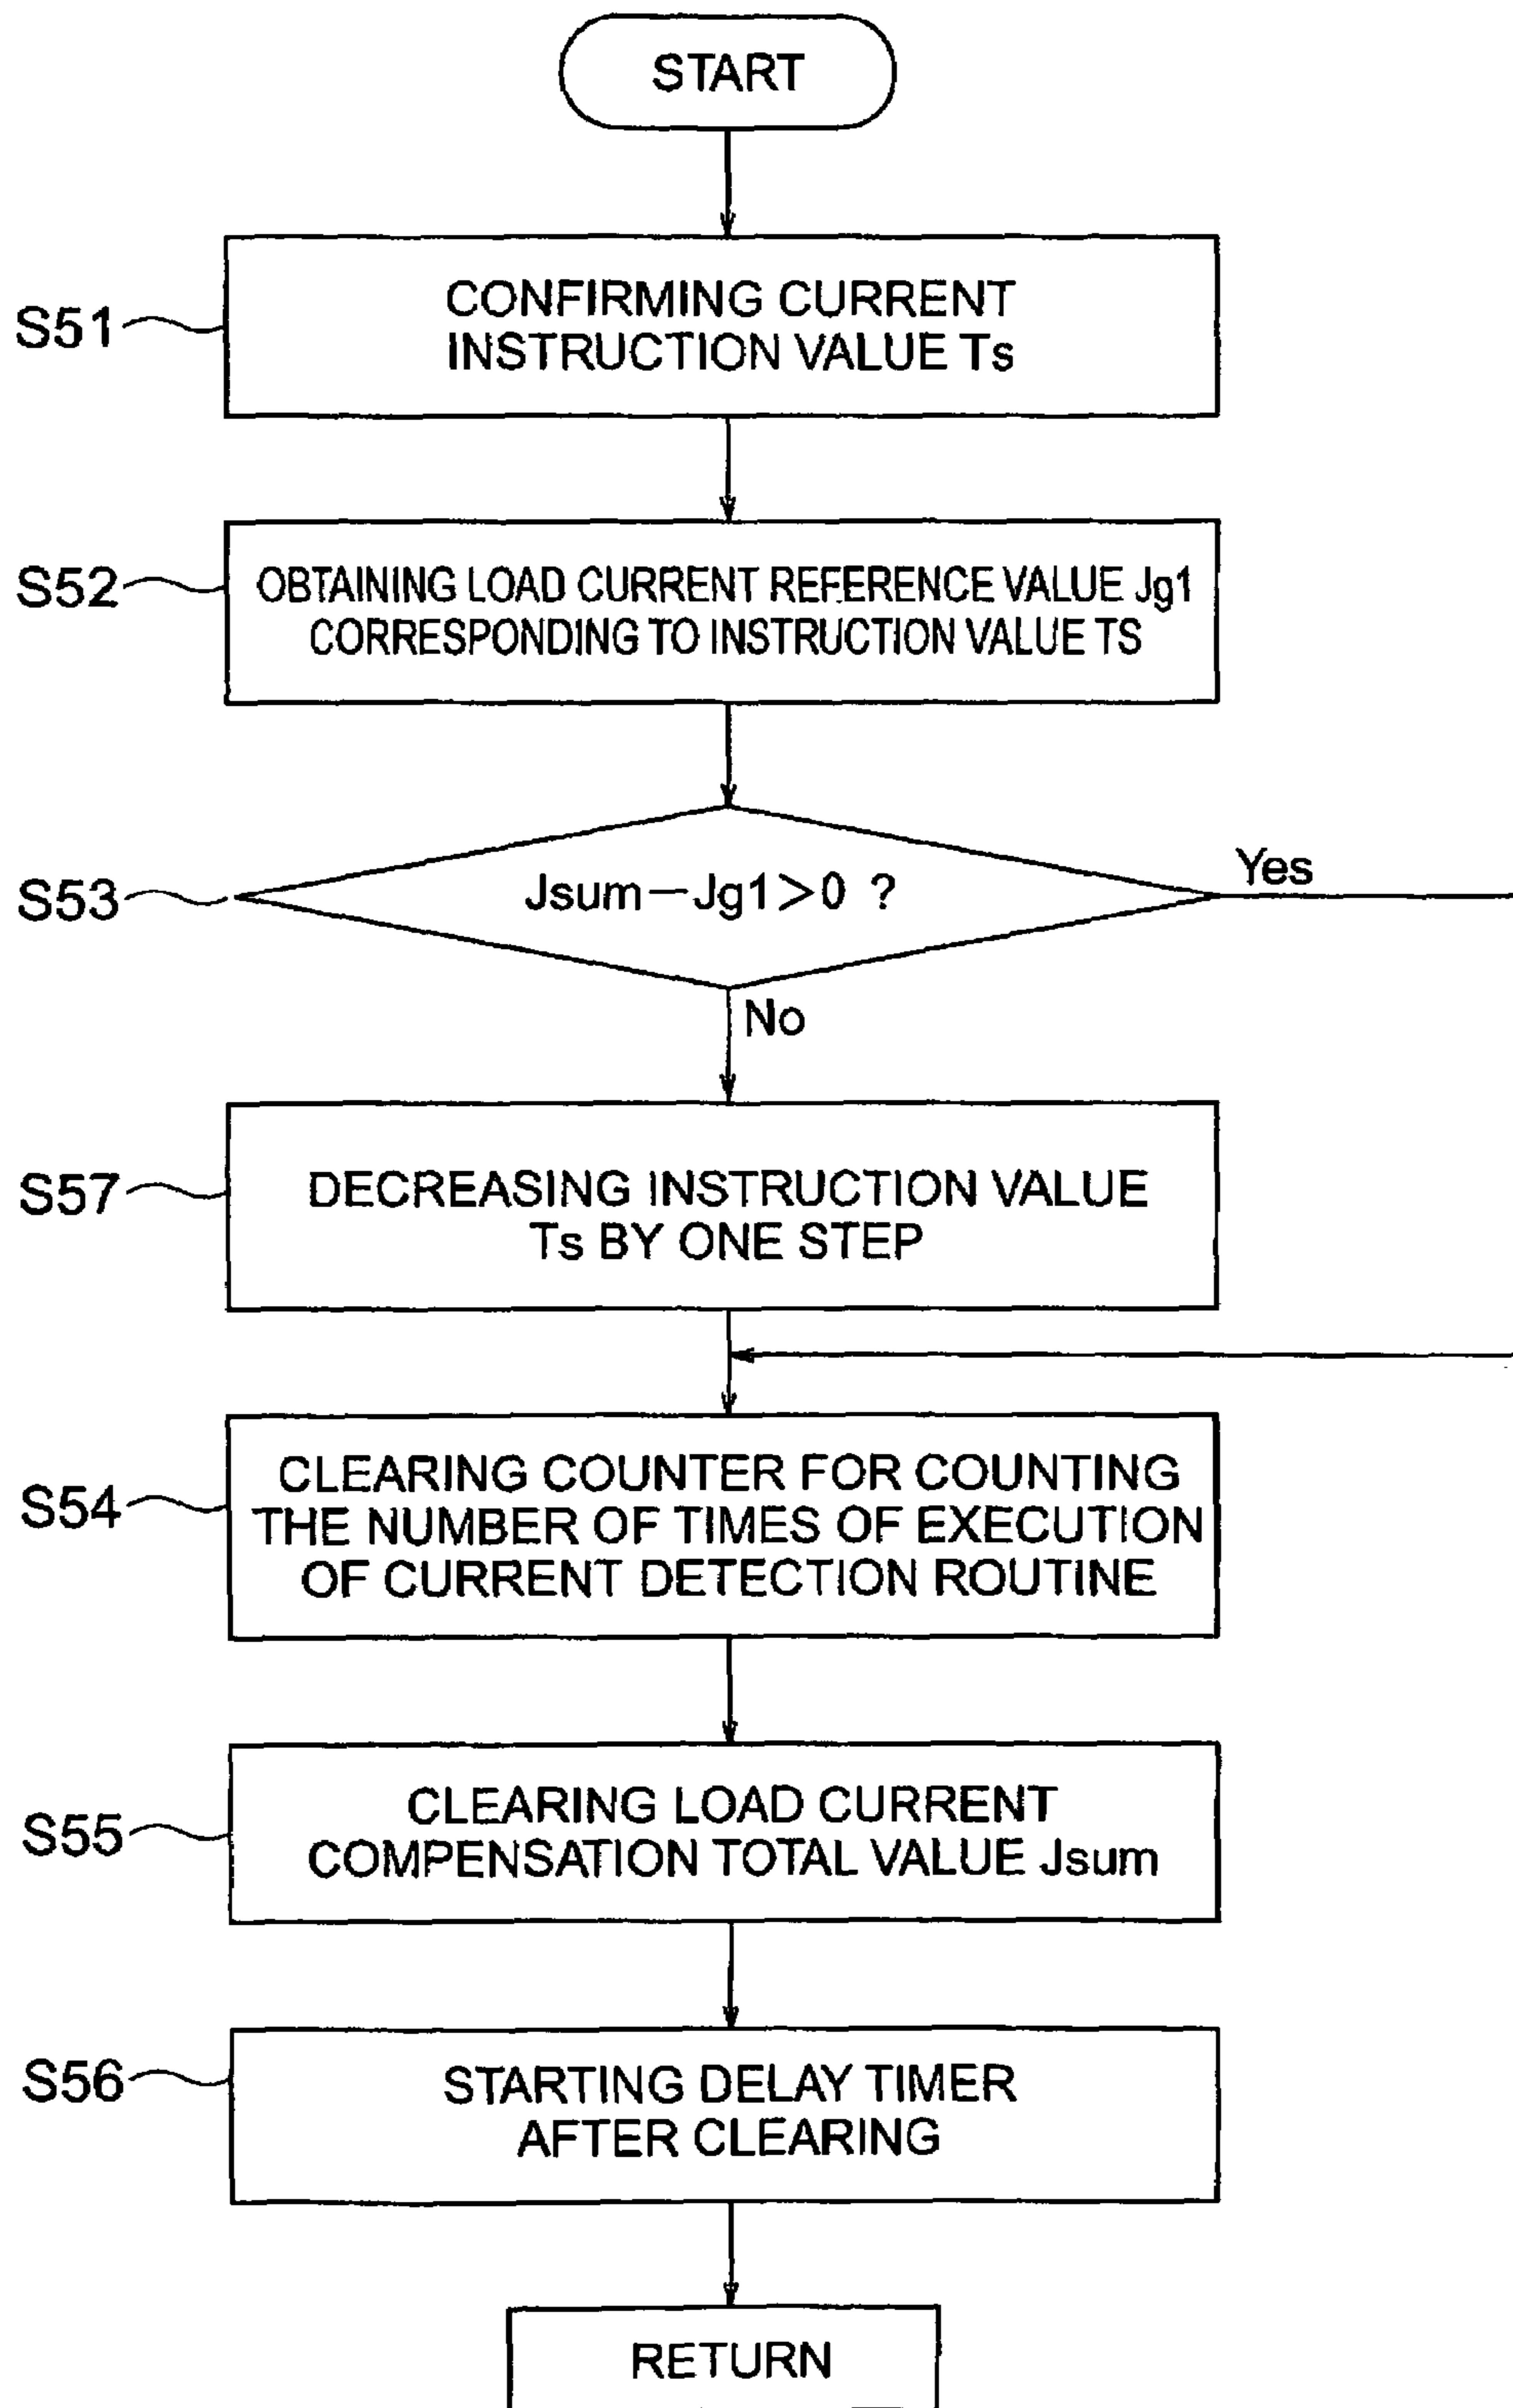 START
S51
CONFIRMING CURRENT
INSTRUCTION VALUE Ts
S52
OBTAINING LOAD CURRENT REFERENCE VALUE Jg1
CORRESPONDING TO INSTRUCTION VALUE TS
S53
Jsum－Jg1＞0 ?
Yes
No
S57
DECREASING INSTRUCTION VALUE
Ts BY ONE STEP
S54
CLEARING COUNTER FOR COUNTING
THE NUMBER OF TIMES OF EXECUTION
OF CURRENT DETECTION ROUTINE
S55
CLEARING LOAD CURRENT
COMPENSATION TOTAL VALUE Jsum
S56
STARTING DELAY TIMER
AFTER CLEARING
RETURN